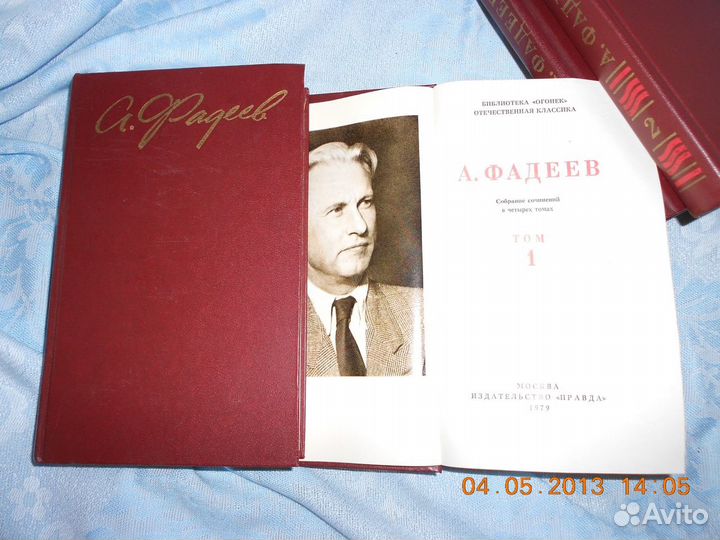 А. Фадеев
БИБЛИОТЕКА «ОГОНЕК»
ОТЕЧЕСТВЕННАЯ КЛАССИКА
А. ФАДЕЕВ
Собрание сочинений
в четырех томах
ТОМ
1
МОСКВА
ИЗДАТЕЛЬСТВО «ПРАВДА»
1979
. ФАДЕЕВ
А. ФАД
2
04.05.2013 14:05
Avito